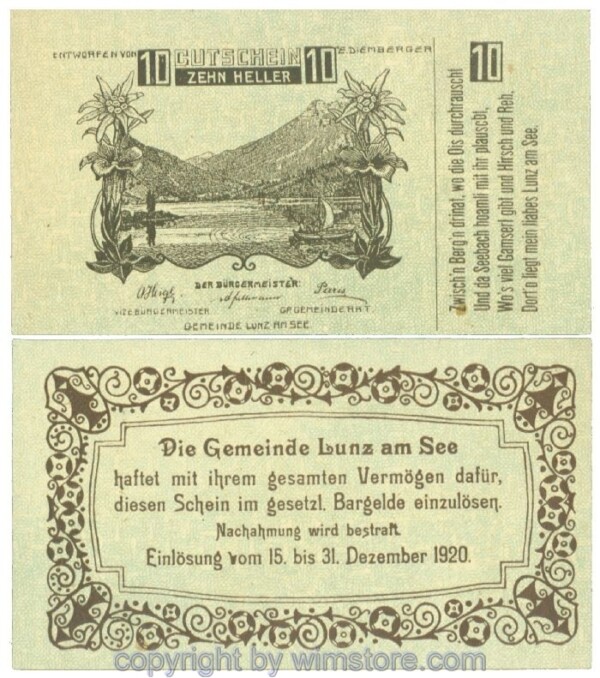 ENTWORFEN VON 10 GUTSCHEIN 10 E. DIEMBERGER
ZEHN HELLER
DER BÜRGERMEISTER:
VIZEBÜRGERMEISTER
GR GEMEINDERAT.
GEMEINDE LUNZ AM SEE.
10
Zwisch'n Berg'n drinat, wo die Ois durchrauscht
Und da Seebach hoamli mit ihr plauscht,
Wo's viel Gamserl gibt und Hirsch und Reh,
Dort'n liegt mein liabes Lunz am See.
Die Gemeinde Lunz am See
haftet mit ihrem gesamten Vermögen dafür,
diesen Schein im gesetzl. Bargelde einzulösen.
Nachahmung wird bestraft.
Einlösung vom 15. bis 31. Dezember 1920.
copyright by wimstore.com